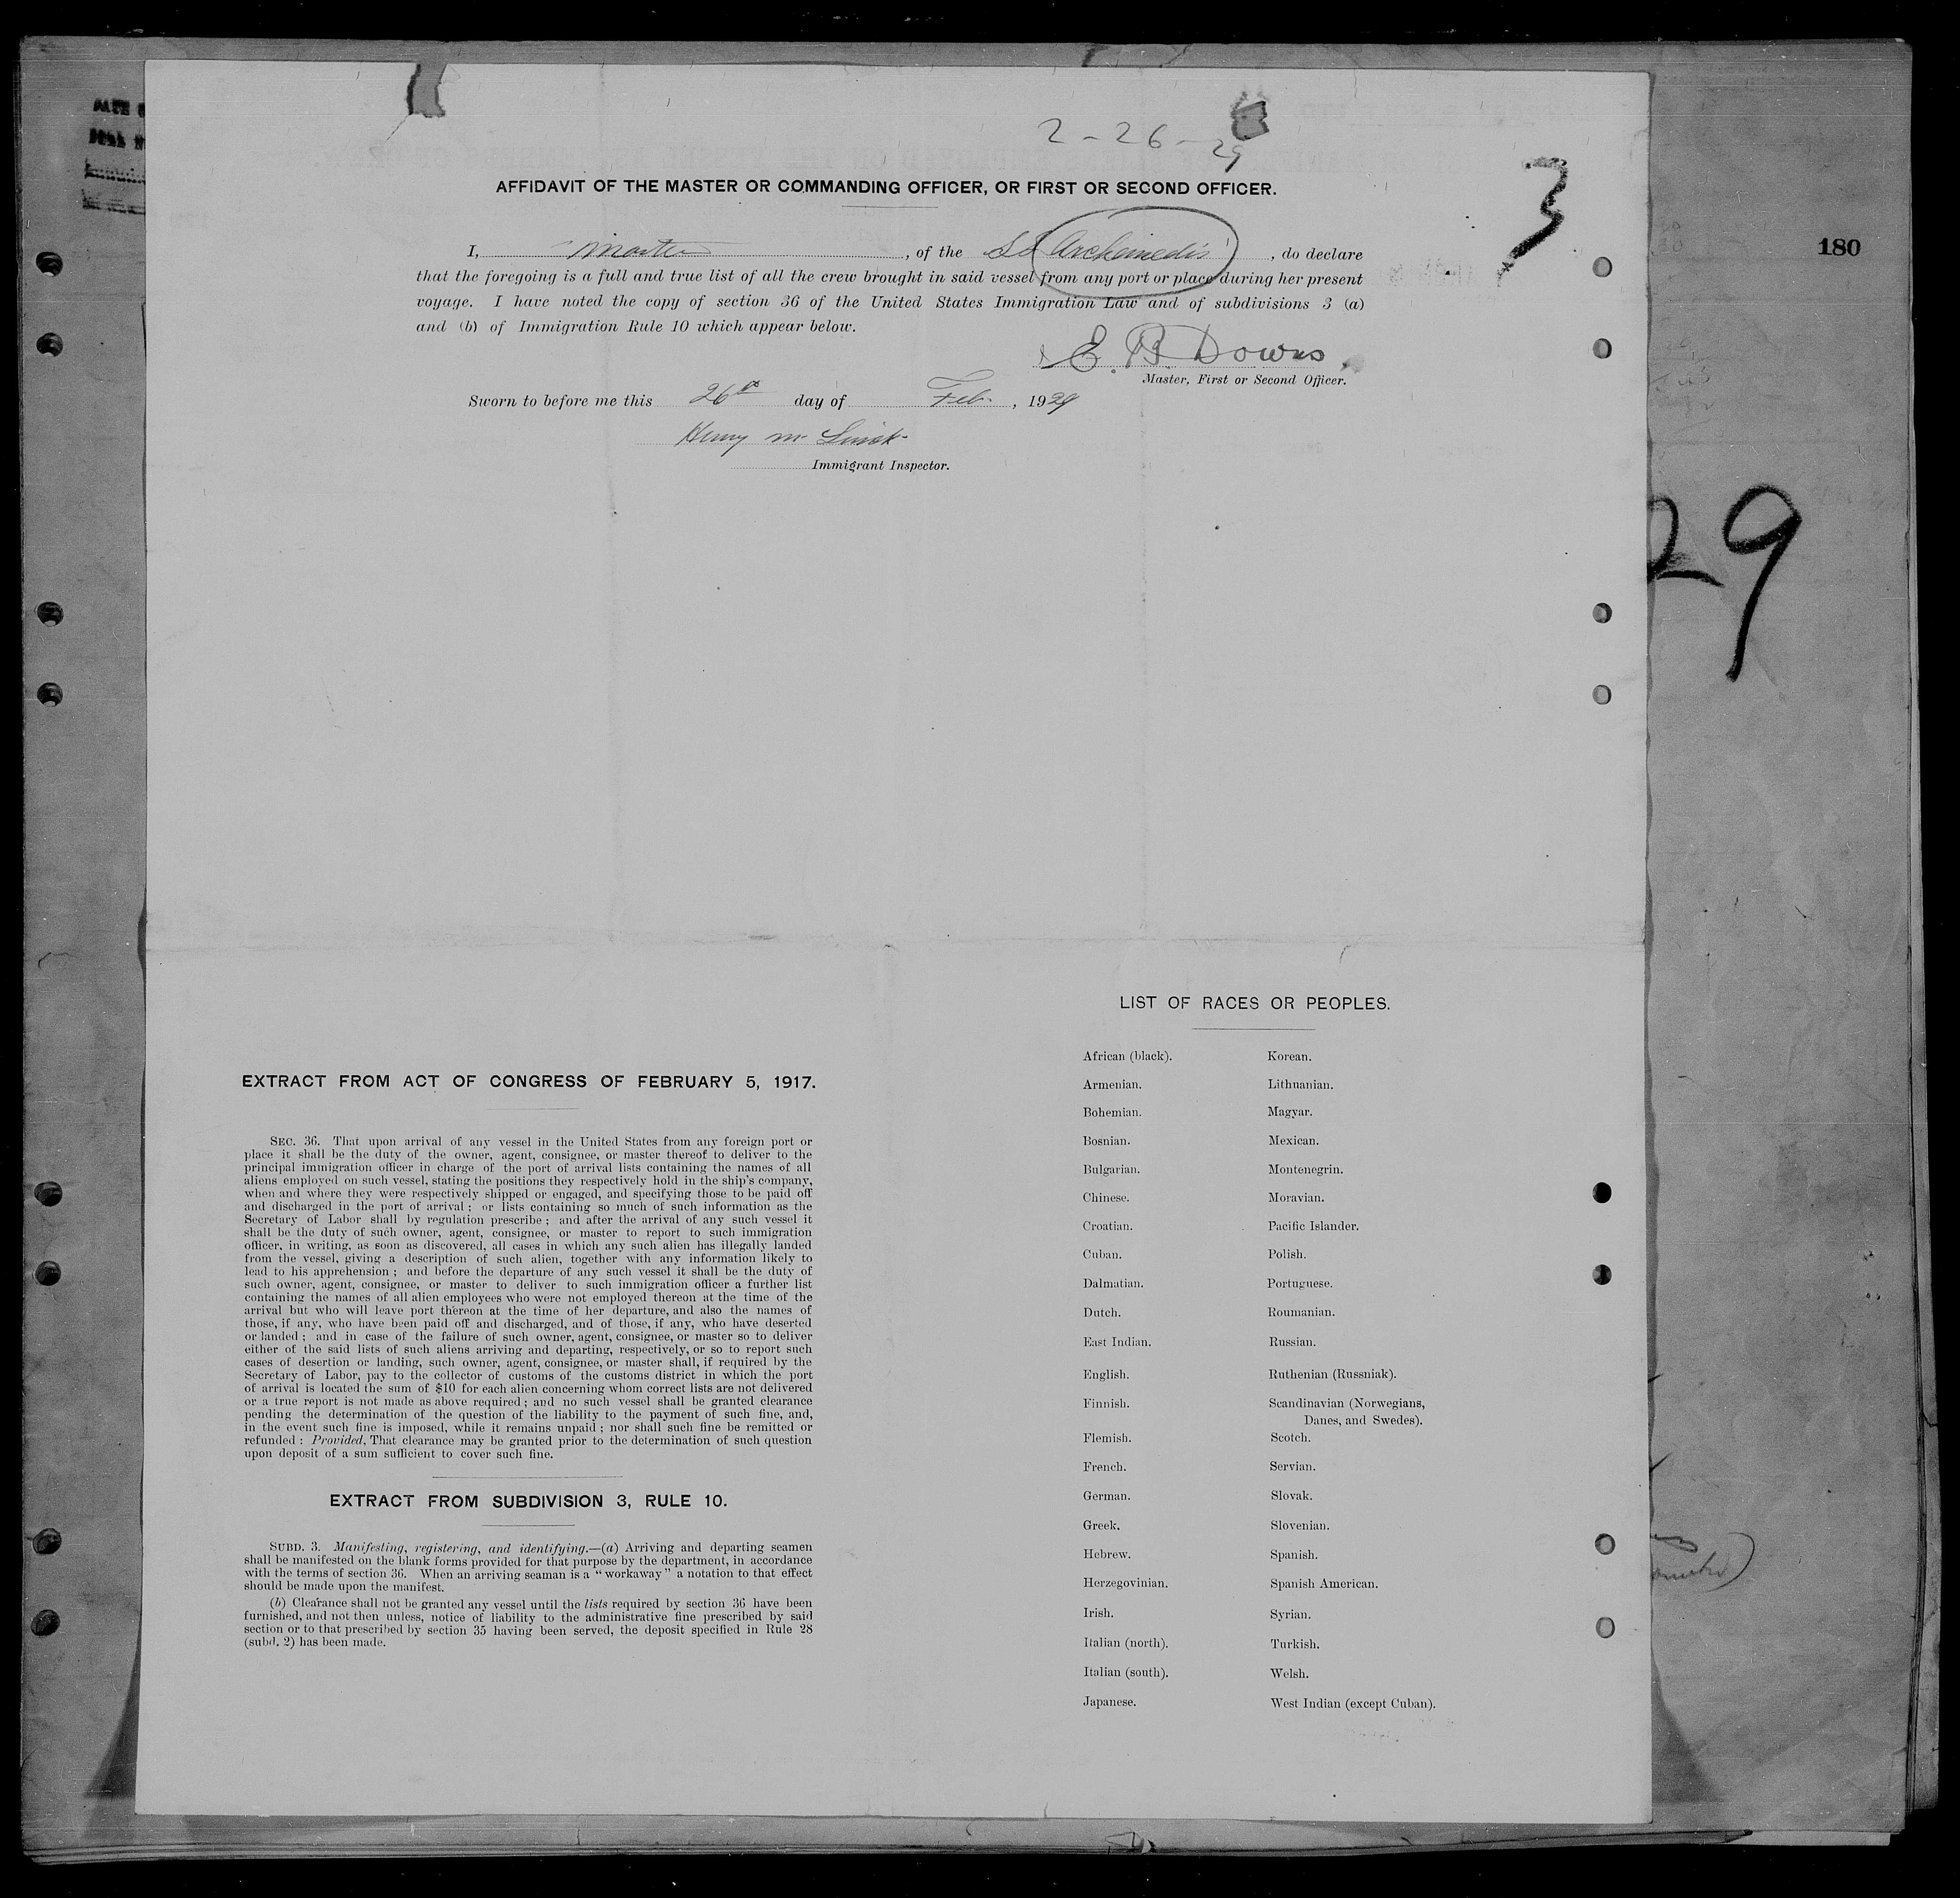 2-26-29
3
180
29
AFFIDAVIT OF THE MASTER OR COMMANDING OFFICER, OR FIRST OR SECOND OFFICER.
I, Master, of the SS Archimedis, do declare
that the foregoing is a full and true list of all the crew brought in said vessel from any port or place during her present
voyage. I have noted the copy of section 36 of the United States Immigration Law and of subdivisions 3 (a)
and (b) of Immigration Rule 10 which appear below.
E. B. Downs
Master, First or Second Officer.
Sworn to before me this 26th day of Feb., 1929
Henry M.
Immigrant Inspector.
EXTRACT FROM ACT OF CONGRESS OF FEBRUARY 5, 1917.
SEC. 36. That upon arrival of any vessel in the United States from any foreign port or
place it shall be the duty of the owner, agent, consignee, or master thereof to deliver to the
principal immigration officer in charge of the port of arrival lists containing the names of all
aliens employed on such vessel, stating the positions they respectively hold in the ship's company,
when and where they were respectively shipped or engaged, and specifying those to be paid off
and discharged in the port of arrival; or lists containing so much of such information as the
Secretary of Labor shall by regulation prescribe; and after the arrival of any such vessel it
shall be the duty of such owner, agent, consignee, or master to report to such immigration
officer, in writing, as soon as discovered, all cases in which any such alien has illegally landed
from the vessel, giving a description of such alien, together with any information likely to
lead to his apprehension; and before the departure of any such vessel it shall be the duty of
such owner, agent, consignee, or master to deliver to such immigration officer a further list
containing the names of all alien employees who were not employed thereon at the time of the
arrival but who will leave port thereon at the time of her departure, and also the names of
those, if any, who have been paid off and discharged, and of those, if any, who have deserted
or landed; and in case of the failure of such owner, agent, consignee, or master so to deliver
either of the said lists of such aliens arriving and departing, respectively, or so to report such
cases of desertion or landing, such owner, agent, consignee, or master shall, if required by the
Secretary of Labor, pay to the collector of customs of the customs district in which the port
of arrival is located the sum of $10 for each alien concerning whom correct lists are not delivered
or a true report is not made as above required; and no such vessel shall be granted clearance
pending the determination of the question of the liability to the payment of such fine, and,
in the event such fine is imposed, while it remains unpaid; nor shall such fine be remitted or
refunded: Provided, That clearance may be granted prior to the determination of such question
upon deposit of a sum sufficient to cover such fine.
EXTRACT FROM SUBDIVISION 3, RULE 10.
SUBD. 3. Manifesting, registering, and identifying.—(a) Arriving and departing seamen
shall be manifested on the blank forms provided for that purpose by the department, in accordance
with the terms of section 36. When an arriving seaman is a "workaway" a notation to that effect
should be made upon the manifest.
(b) Clearance shall not be granted any vessel until the lists required by section 36 have been
furnished, and not then unless, notice of liability to the administrative fine prescribed by said
section or to that prescribed by section 35 having been served, the deposit specified in Rule 28
(subd. 2) has been made.
LIST OF RACES OR PEOPLES.
African (black).
Armenian.
Bohemian.
Bosnian.
Bulgarian.
Chinese.
Croatian.
Cuban.
Dalmatian.
Dutch.
East Indian.
English.
Finnish.
Flemish.
French.
German.
Greek.
Hebrew.
Herzegovinian.
Irish.
Italian (north).
Italian (south).
Japanese.
Korean.
Lithuanian.
Magyar.
Mexican.
Montenegrin.
Moravian.
Pacific Islander.
Polish.
Portuguese.
Roumanian.
Russian.
Ruthenian (Russniak).
Scandinavian (Norwegians,
Danes, and Swedes).
Scotch.
Servian.
Slovak.
Slovenian.
Spanish.
Spanish American.
Syrian.
Turkish.
Welsh.
West Indian (except Cuban).